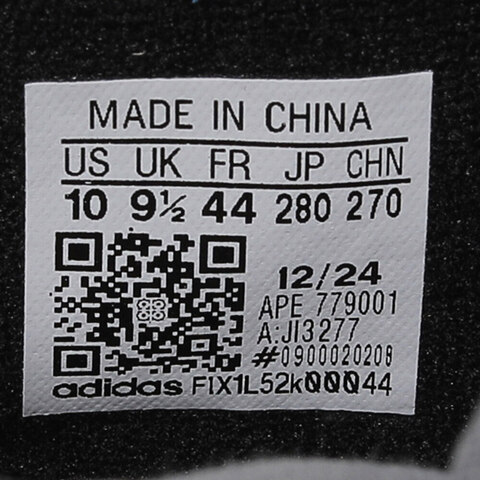 MADE IN CHINA
US UK FR JP CHN
10 9½ 44 280 270
12/24
APE 779001
A:JI3277
#0900020208
adidas FIX1L52k00044